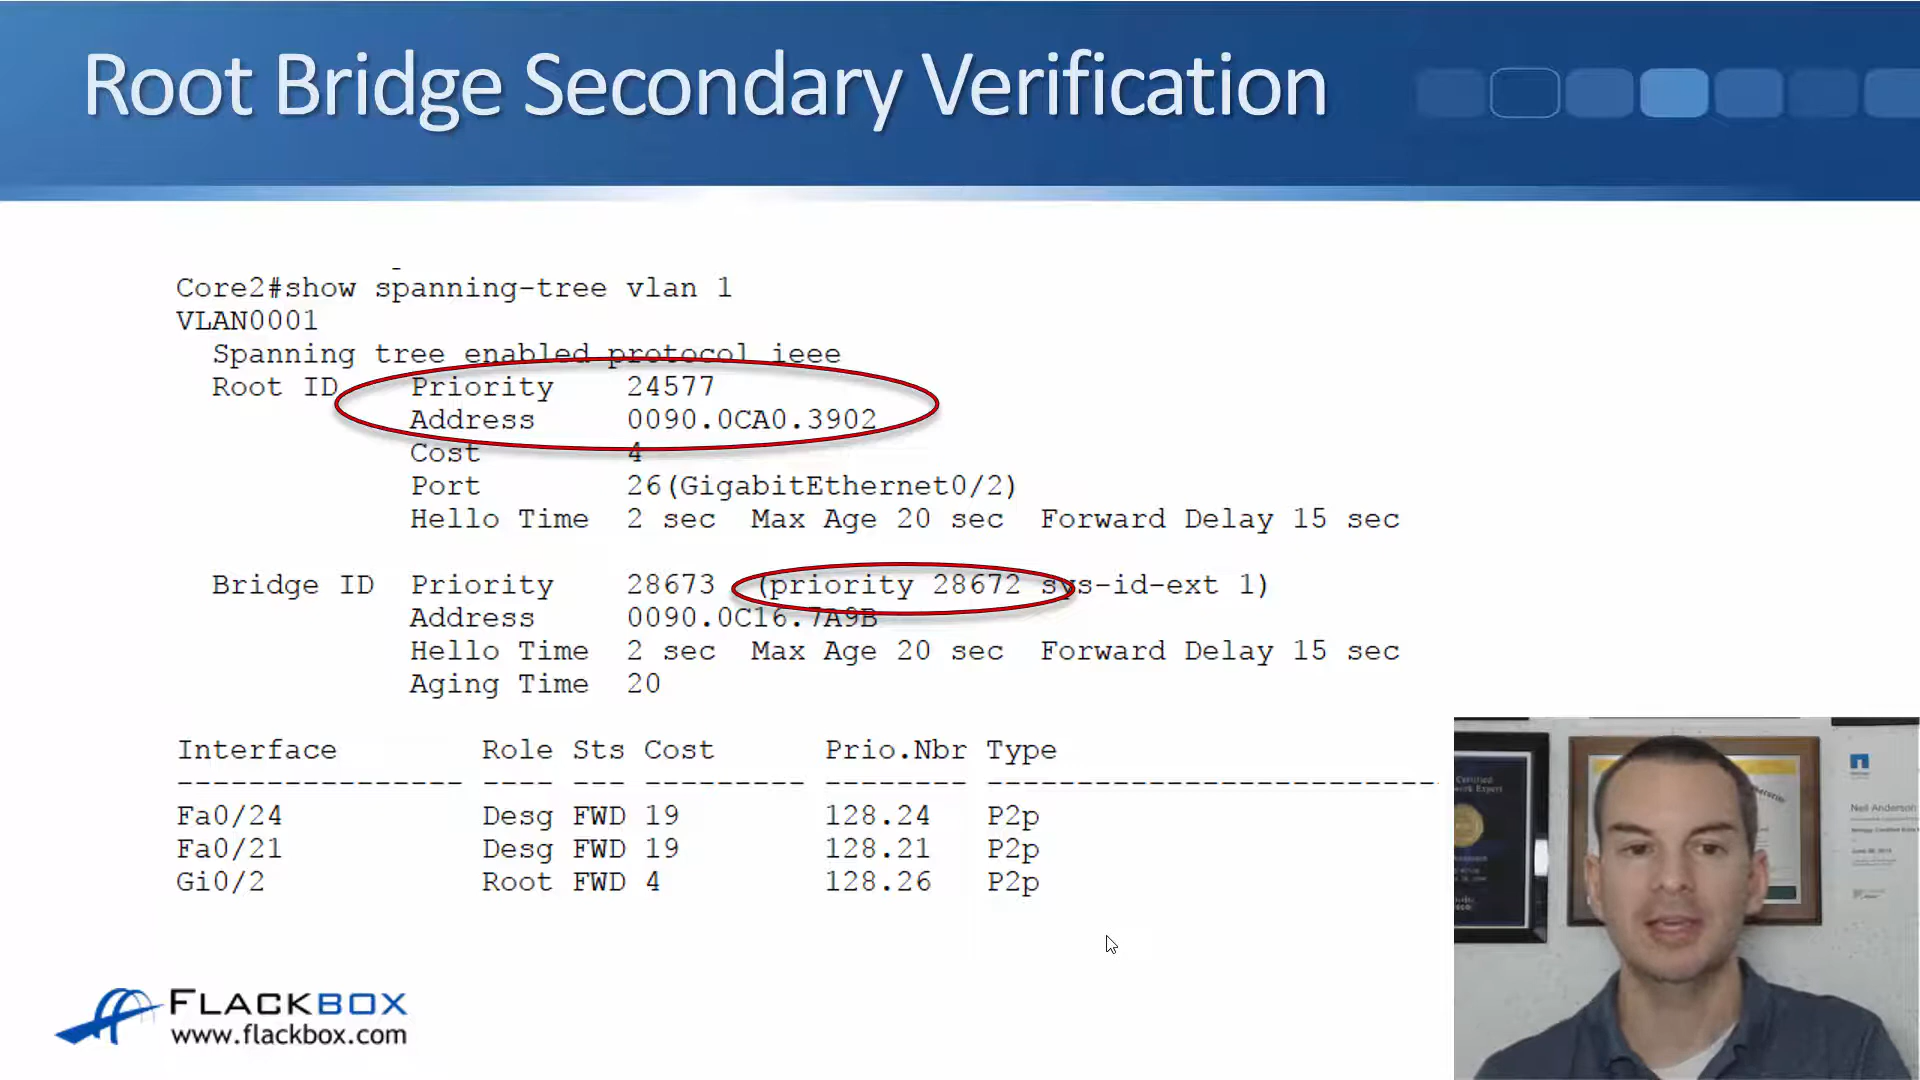 Root Bridge Secondary Verification
Core2#show spanning-tree vlan 1
VLAN0001
Spanning tree enabled protocol ieee
Root ID Priority 24577
Address 0090.0CA0.3902
Cost 4
Port 26(GigabitEthernet0/2)
Hello Time 2 sec Max Age 20 sec Forward Delay 15 sec
Bridge ID Priority 28673 (priority 28672 sys-id-ext 1)
Address 0090.0C16.7A9B
Hello Time 2 sec Max Age 20 sec Forward Delay 15 sec
Aging Time 20
Interface Role Sts Cost Prio.Nbr Type
---------------- ---- --- --------- -------- --------------------------
Fa0/24 Desg FWD 19 128.24 P2p
Fa0/21 Desg FWD 19 128.21 P2p
Gi0/2 Root FWD 4 128.26 P2p
FLACKBOX
www.flackbox.com
Certified
Neil Anderson